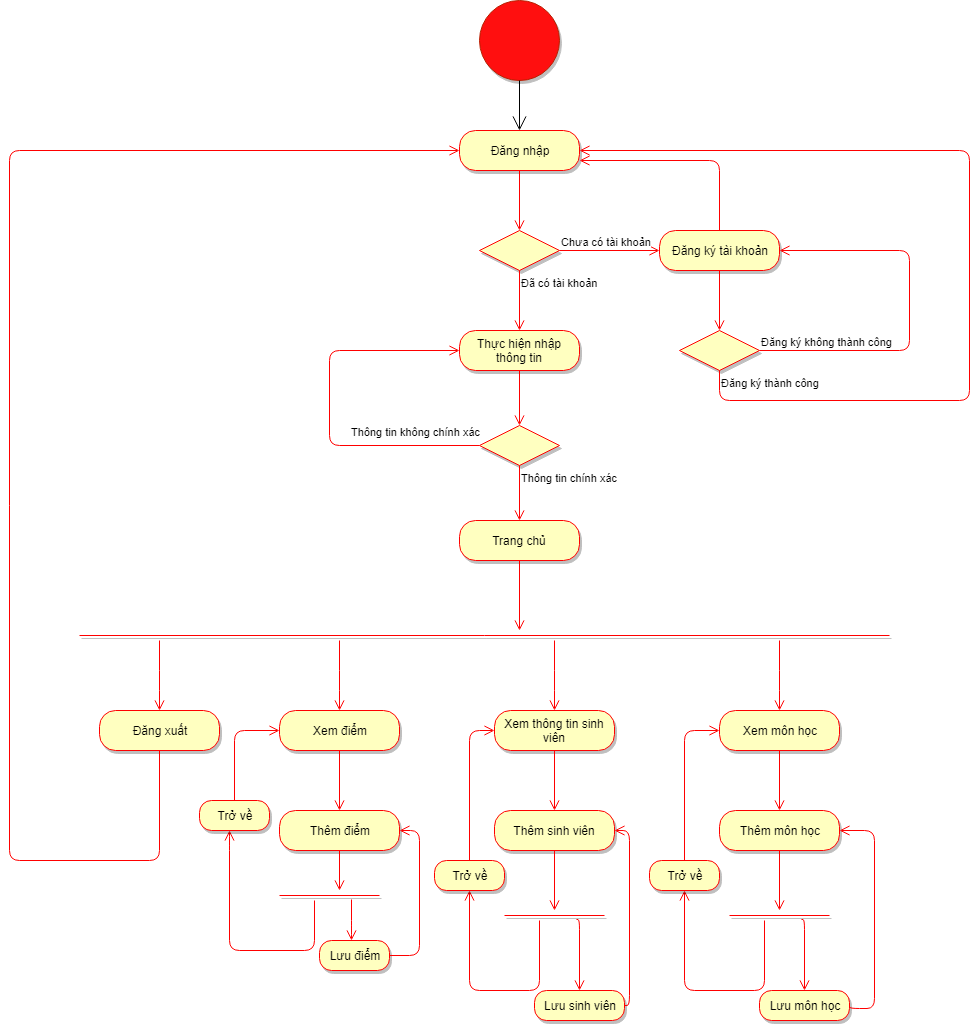 Đăng nhập
Chưa có tài khoản
Đăng ký tài khoản
Đã có tài khoản
Thực hiện nhập
thông tin
Đăng ký không thành công
Đăng ký thành công
Thông tin không chính xác
Thông tin chính xác
Trang chủ
Đăng xuất
Xem điểm
Xem thông tin sinh
viên
Xem môn học
Trở về
Thêm điểm
Thêm sinh viên
Thêm môn học
Trở về
Trở về
Lưu điểm
Lưu sinh viên
Lưu môn học